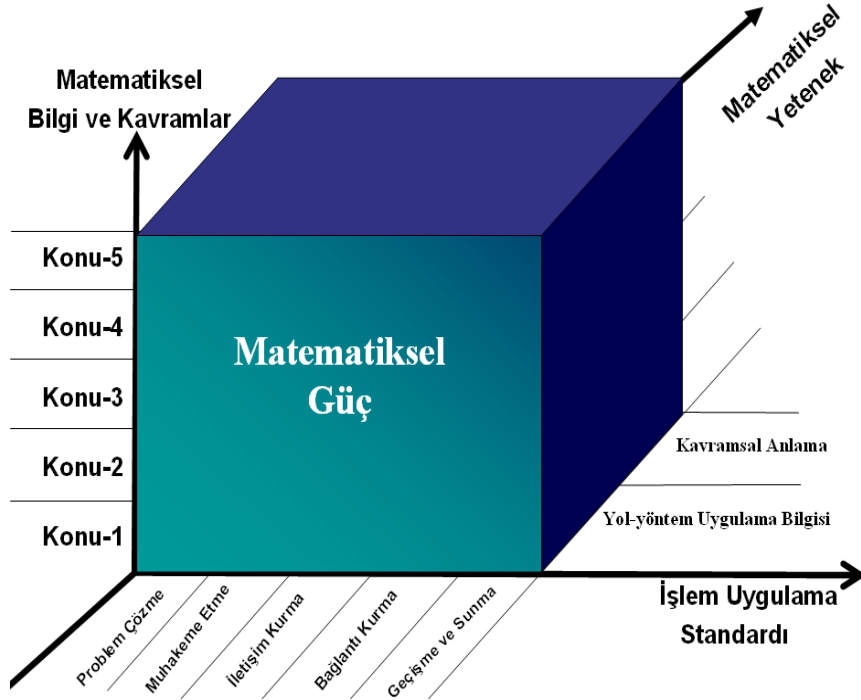 Matematiksel
Bilgi ve Kavramlar
Matematiksel
Yetenek
Konu-5
Konu-4
Konu-3
Konu-2
Konu-1
Matematiksel
Güç
Kavramsal Anlama
Yol-yöntem Uygulama Bilgisi
İşlem Uygulama
Standardı
Problem Çözme
Muhakeme Etme
İletişim Kurma
Bağlantı Kurma
Geçişme ve Sunma